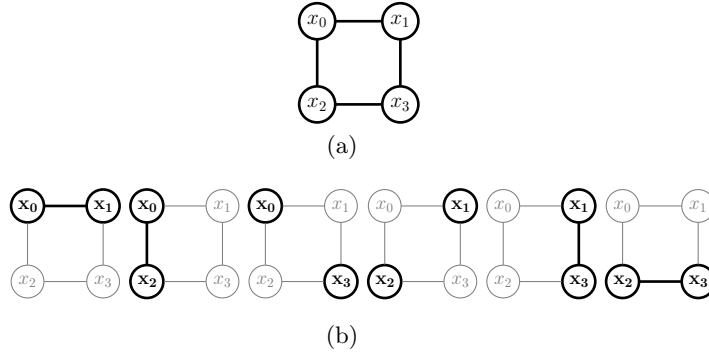 x₀ x₁
x₂ x₃
(a)
x₀ x₁ x₀ x₁ x₀ x₁ x₀ x₁ x₀ x₁ x₀ x₁
x₂ x₃ x₂ x₃ x₂ x₃ x₂ x₃ x₂ x₃ x₂ x₃
(b)